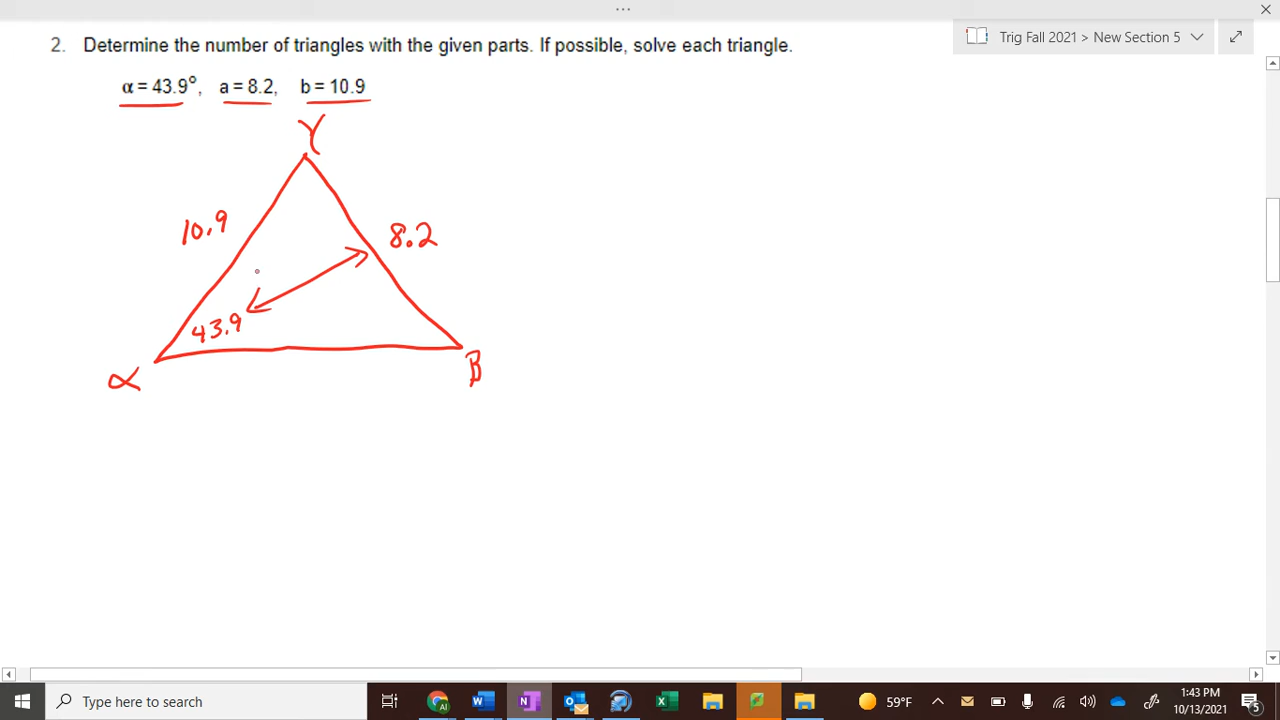 Trig Fall 2021 > New Section 5
2. Determine the number of triangles with the given parts. If possible, solve each triangle.
α = 43.9°, a = 8.2, b = 10.9
γ
10.9
8.2
43.9
α
β
Type here to search
AI
W
N
X
59°F
1:43 PM
10/13/2021
5